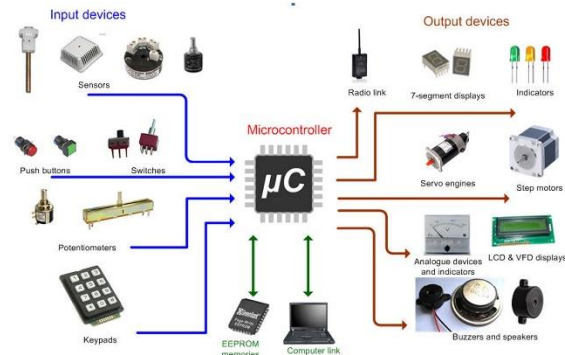 Input devices
Output devices
Sensors
Radio link
7-segment displays
Indicators
Microcontroller
µC
Push buttons
Switches
Servo engines
Step motors
Potentiometers
Analogue devices
and indicators
LCD & VFD displays
Keypads
EEPROM
memories
Computer link
Buzzers and speakers